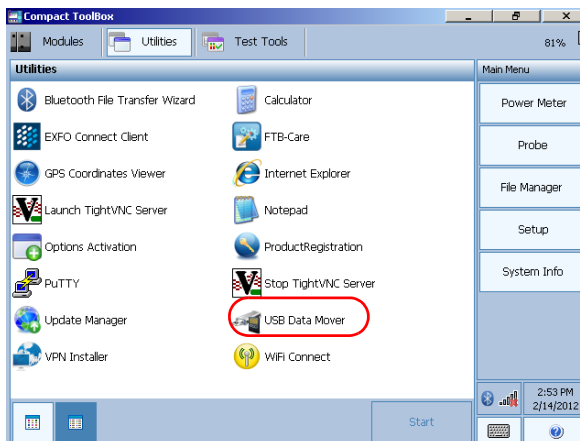 Compact ToolBox
Modules
Utilities
Test Tools
81%
Utilities
Main Menu
Bluetooth File Transfer Wizard
Calculator
EXFO Connect Client
FTB-Care
GPS Coordinates Viewer
Internet Explorer
Launch TightVNC Server
Notepad
Options Activation
ProductRegistration
PuTTY
Stop TightVNC Server
Update Manager
USB Data Mover
VPN Installer
WiFi Connect
Power Meter
Probe
File Manager
Setup
System Info
Start
2:53 PM
2/14/2012